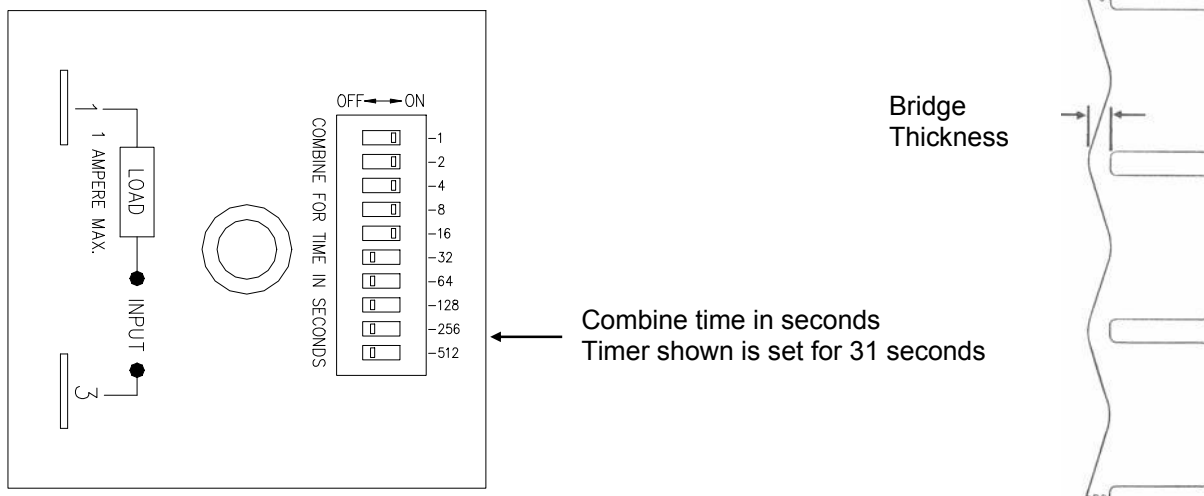 1
1 AMPERE MAX.
LOAD
INPUT
3
COMBINE FOR TIME IN SECONDS
OFF ON
-1
-2
-4
-8
-16
-32
-64
-128
-256
-512
Combine time in seconds
Timer shown is set for 31 seconds
Bridge
Thickness